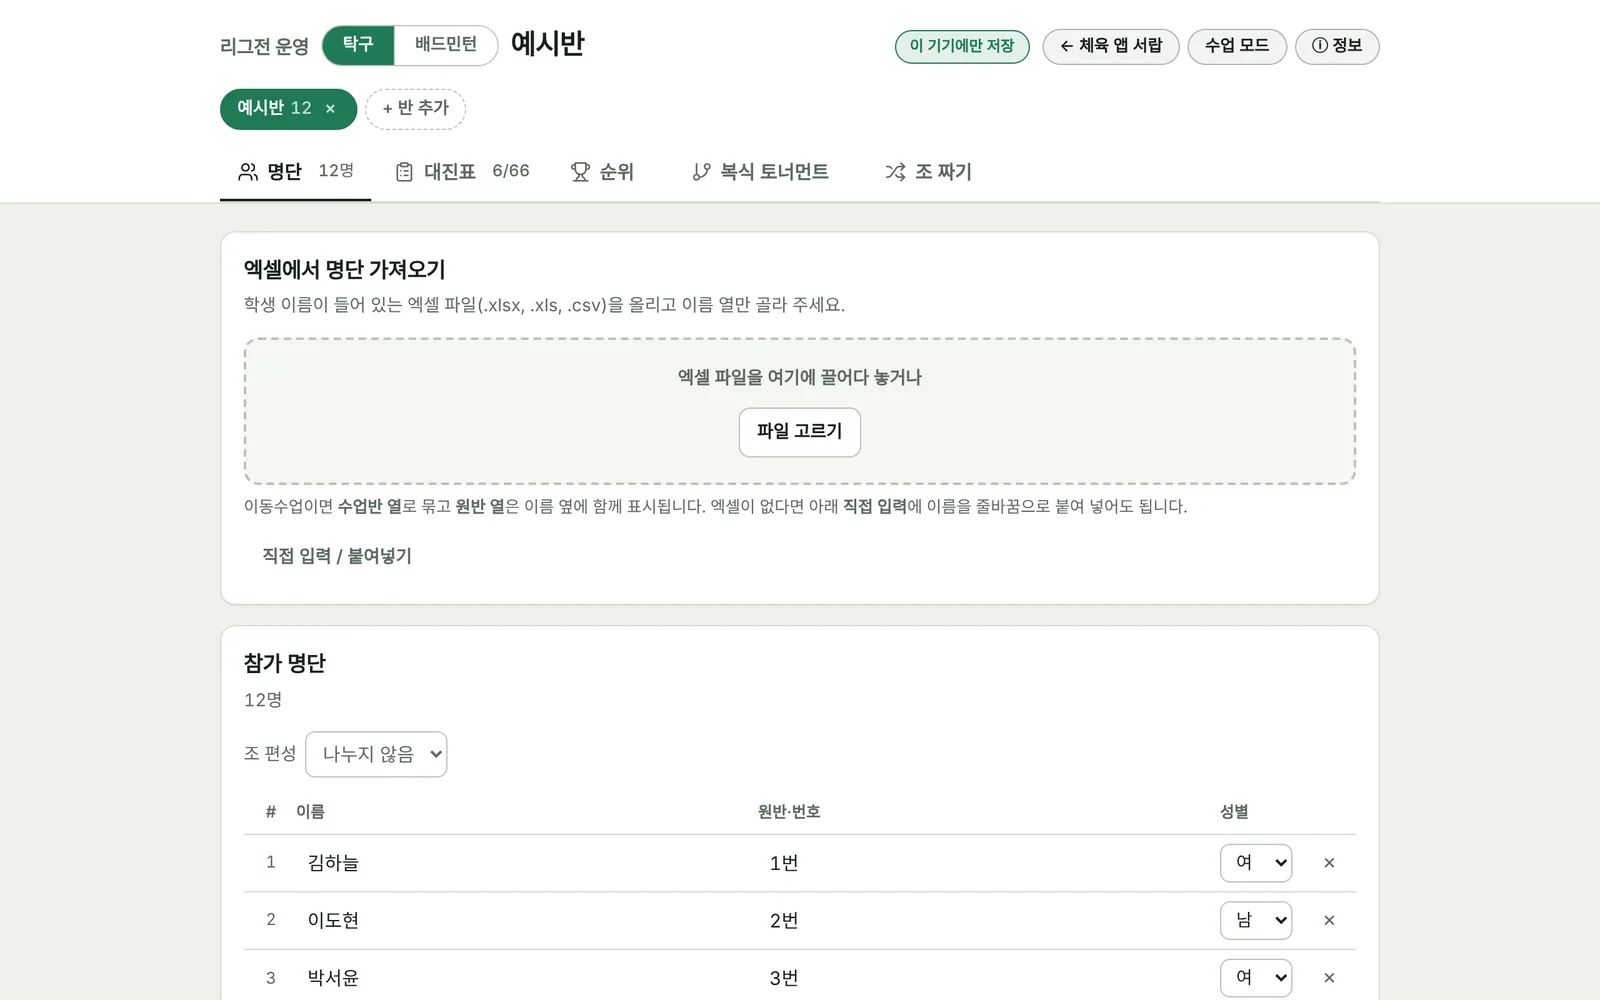 리그전 운영 탁구 배드민턴 예시반 이 기기에만 저장 ← 체육 앱 서랍 수업 모드 ⓘ 정보
예시반 12 × + 반 추가
명단 12명 대진표 6/66 순위 복식 토너먼트 조 짜기
엑셀에서 명단 가져오기
학생 이름이 들어 있는 엑셀 파일(.xlsx, .xls, .csv)을 올리고 이름 열만 골라 주세요.
엑셀 파일을 여기에 끌어다 놓거나
파일 고르기
이동수업이면 수업반 열로 묶고 원반 열은 이름 옆에 함께 표시됩니다. 엑셀이 없다면 아래 직접 입력에 이름을 줄바꿈으로 붙여 넣어도 됩니다.
직접 입력 / 붙여넣기
참가 명단
12명
조 편성 나누지 않음
# 이름 원반·번호 성별
1 김하늘 1번 여 ×
2 이도현 2번 남 ×
3 박서윤 3번 여 ×